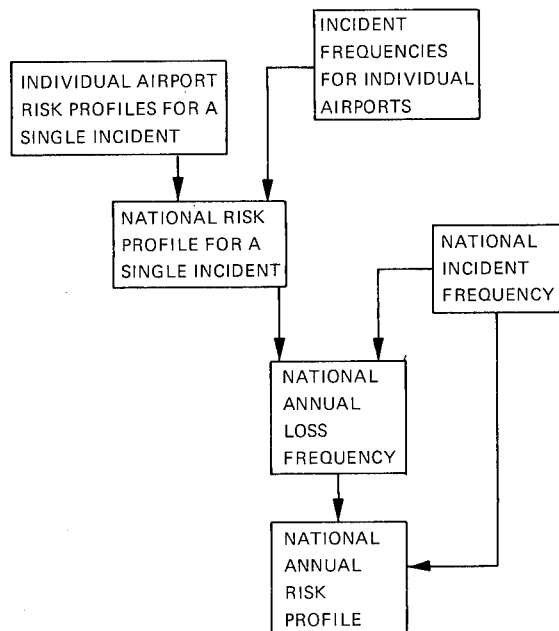 INCIDENT
FREQUENCIES
FOR INDIVIDUAL
AIRPORTS
INDIVIDUAL AIRPORT
RISK PROFILES FOR A
SINGLE INCIDENT
NATIONAL RISK
PROFILE FOR A
SINGLE INCIDENT
NATIONAL
INCIDENT
FREQUENCY
NATIONAL
ANNUAL
LOSS
FREQUENCY
NATIONAL
ANNUAL
RISK
PROFILE